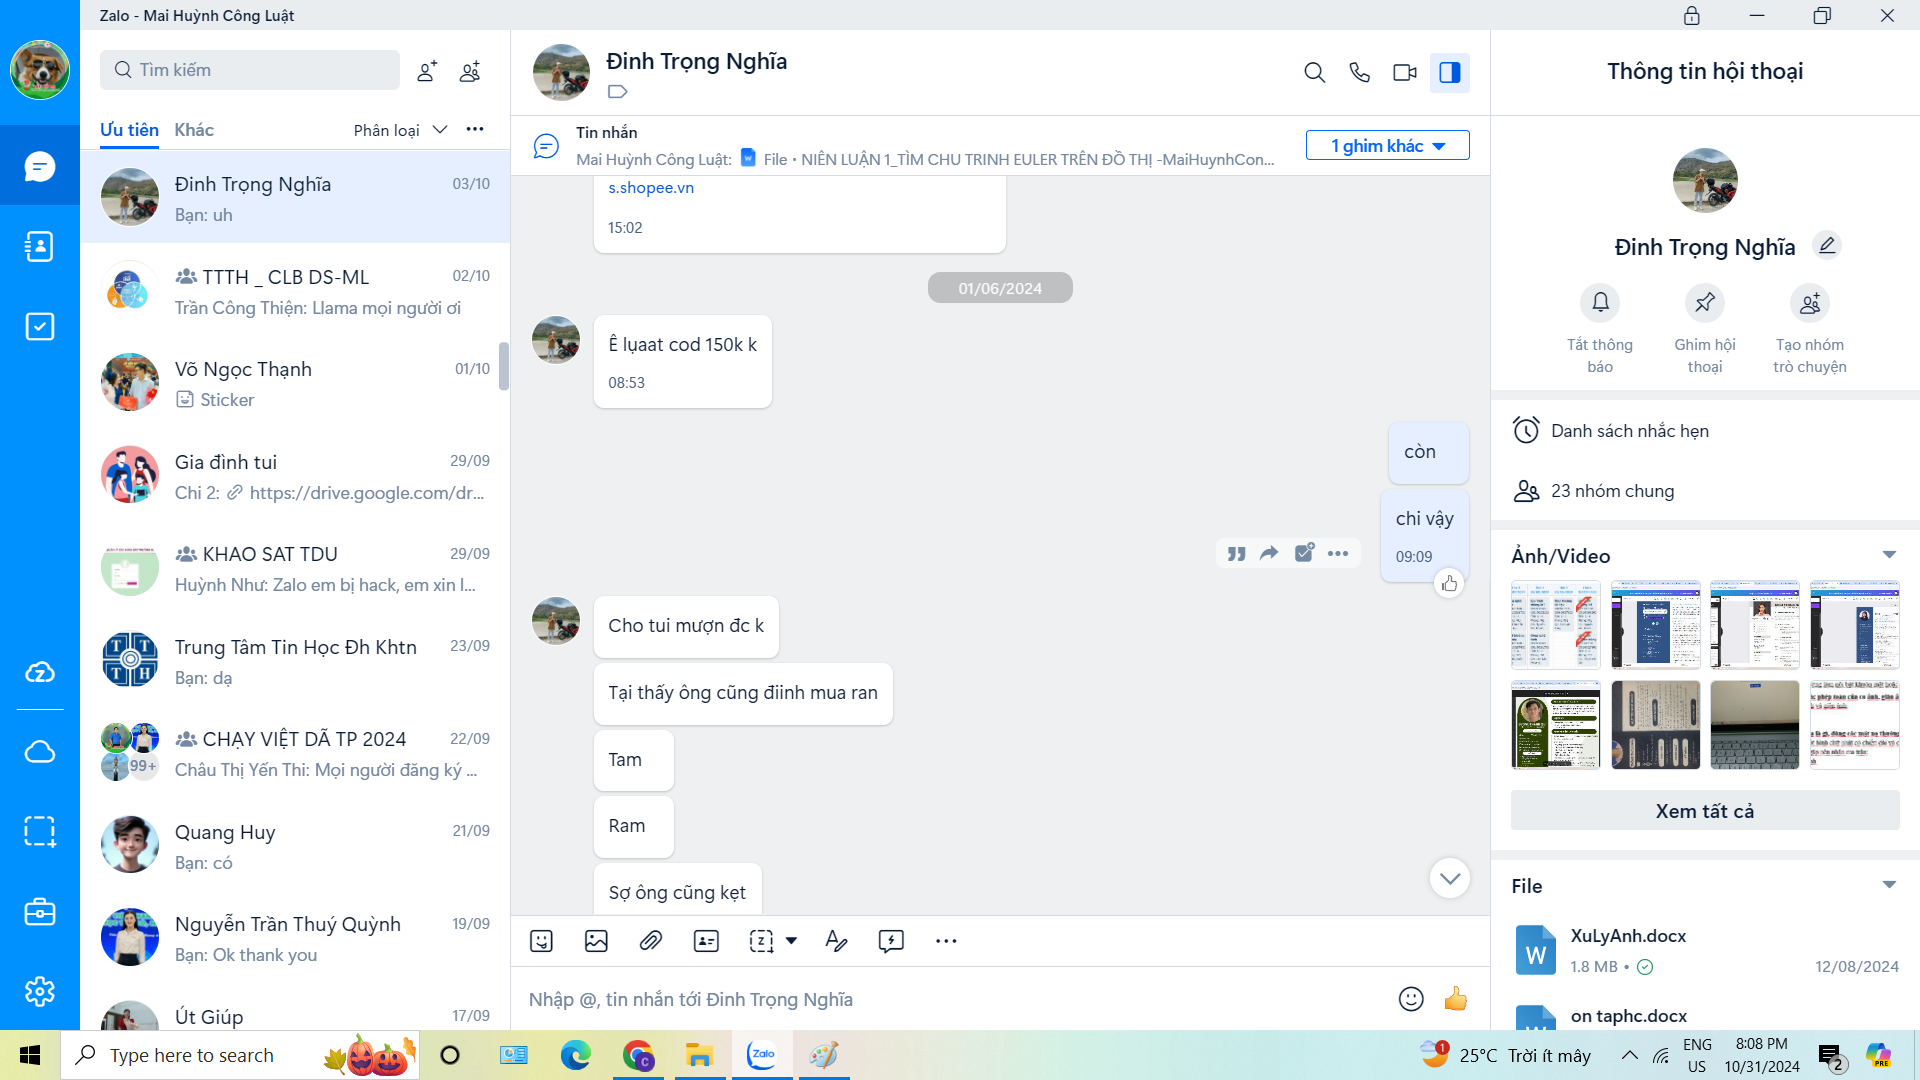 Zalo - Mai Huỳnh Công Luật
Tìm kiếm
Ưu tiên
Khác
Phân loại
Đinh Trọng Nghĩa
03/10
Bạn: uh
TTTH _ CLB DS-ML
02/10
Trần Công Thiện: Llama mọi người ơi
Võ Ngọc Thạnh
01/10
Sticker
Gia đình tui
29/09
Chi 2: https://drive.google.com/dr...
KHAO SAT TDU
29/09
Huỳnh Như: Zalo em bị hack, em xin l...
Trung Tâm Tin Học Đh Khtn
23/09
Bạn: dạ
CHẠY VIỆT DÃ TP 2024
22/09
99+
Châu Thị Yến Thi: Mọi người đăng ký ...
Quang Huy
21/09
Bạn: có
Nguyễn Trần Thuý Quỳnh
19/09
Bạn: Ok thank you
Út Giúp
17/09
Đinh Trọng Nghĩa
Tin nhắn
Mai Huỳnh Công Luật: File • NIÊN LUẬN 1_TÌM CHU TRINH EULER TRÊN ĐỒ THỊ -MaiHuynhCon...
1 ghim khác
s.shopee.vn
15:02
01/06/2024
Ê lụaat cod 150k k
08:53
còn
chi vậy
09:09
Cho tui mượn đc k
Tại thấy ông cũng điinh mua ran
Tam
Ram
Sợ ông cũng kẹt
Nhập @, tin nhắn tới Đinh Trọng Nghĩa
Thông tin hội thoại
Đinh Trọng Nghĩa
Tắt thông báo
Ghim hội thoại
Tạo nhóm trò chuyện
Danh sách nhắc hẹn
23 nhóm chung
Ảnh/Video
Xem tất cả
File
XuLyAnh.docx
1.8 MB •
12/08/2024
on taphc.docx
Type here to search
Zalo
1
25°C Trời ít mây
ENG
US
8:08 PM
10/31/2024
2
PRE